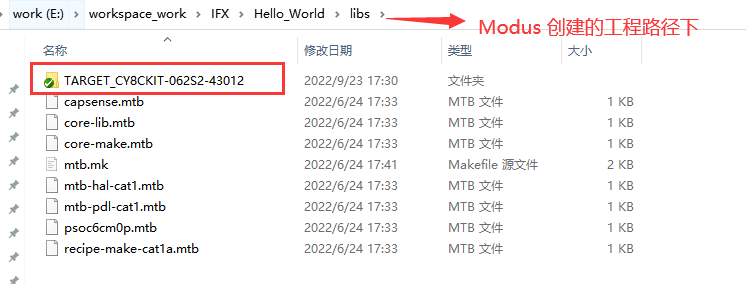 work (E:) > workspace_work > IFX > Hello_World > libs > Modus 创建的工程路径下
名称 修改日期 类型 大小
TARGET_CY8CKIT-062S2-43012 2022/9/23 17:30 文件夹
capsense.mtb 2022/6/24 17:33 MTB 文件 1 KB
core-lib.mtb 2022/6/24 17:33 MTB 文件 1 KB
core-make.mtb 2022/6/24 17:33 MTB 文件 1 KB
mtb.mk 2022/6/24 17:41 Makefile 源文件 2 KB
mtb-hal-cat1.mtb 2022/6/24 17:33 MTB 文件 1 KB
mtb-pdl-cat1.mtb 2022/6/24 17:33 MTB 文件 1 KB
psoc6cm0p.mtb 2022/6/24 17:33 MTB 文件 1 KB
recipe-make-cat1a.mtb 2022/6/24 17:33 MTB 文件 1 KB